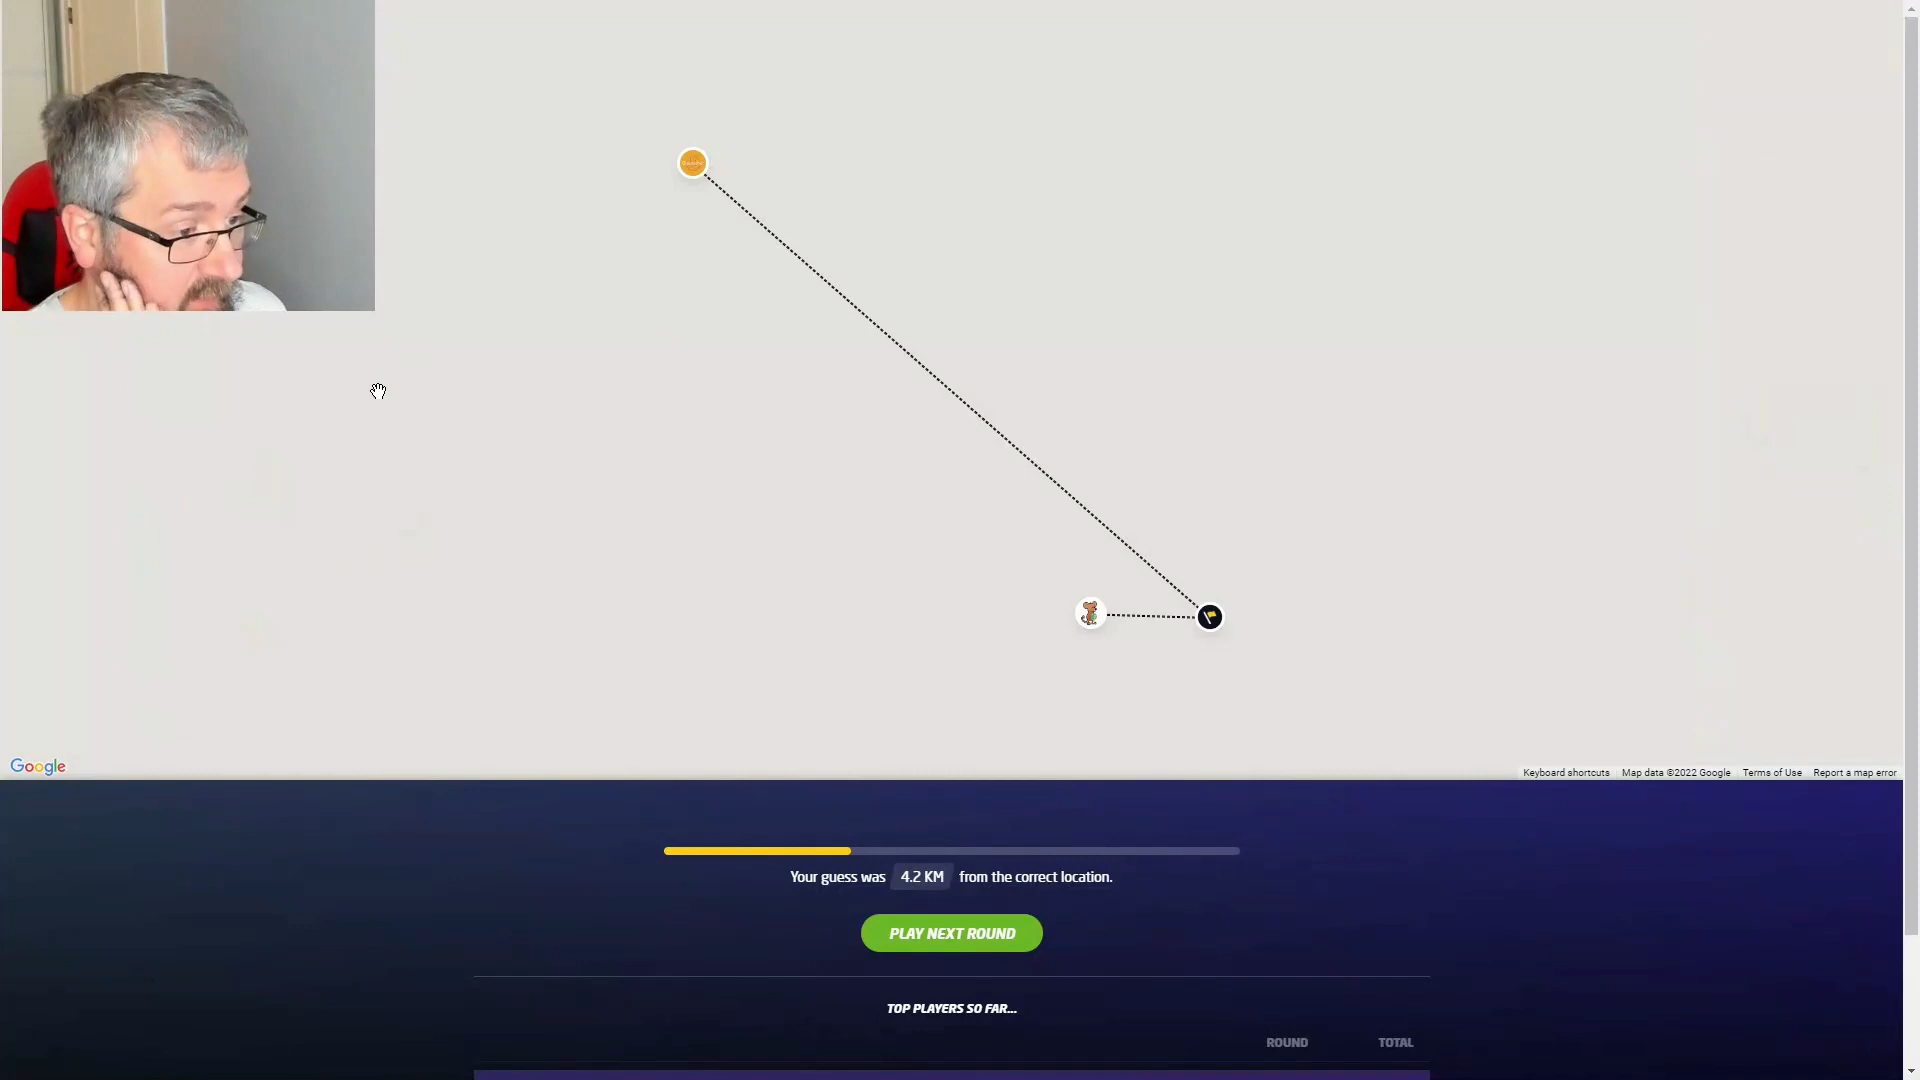 Google
Keyboard shortcuts
Map data ©2022 Google
Terms of Use
Report a map error
Your guess was 4.2 KM from the correct location.
PLAY NEXT ROUND
TOP PLAYERS SO FAR...
ROUND
TOTAL